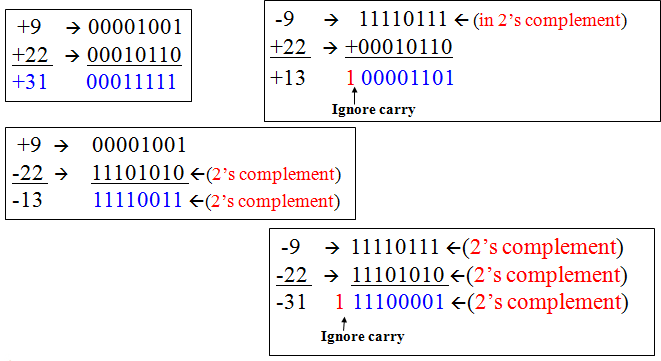 +9 → 00001001
+22 → 00010110
+31 00011111
-9 → 11110111 ← (in 2's complement)
+22 → +00010110
+13 1 00001101
Ignore carry
+9 → 00001001
-22 → 11101010 ←(2's complement)
-13 11110011 ←(2's complement)
-9 → 11110111 ←(2's complement)
-22 → 11101010 ←(2's complement)
-31 1 11100001 ←(2's complement)
Ignore carry